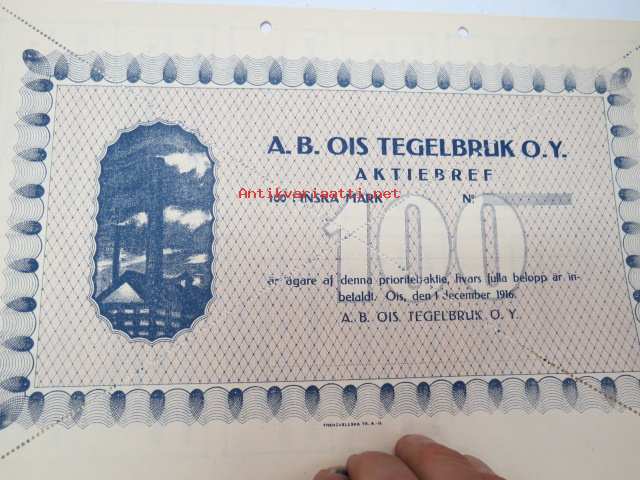 A. B. OIS TEGELBRUK O. Y.
AKTIEBREF
Antikvariaatti.net
100 FINSKA MARK No
100
är ägare af denna prioritetsaktie, hvars fulla belopp är in-
betaldt. Ois, den 1 december 1916.
A. B. OIS TEGELBRUK O. Y.